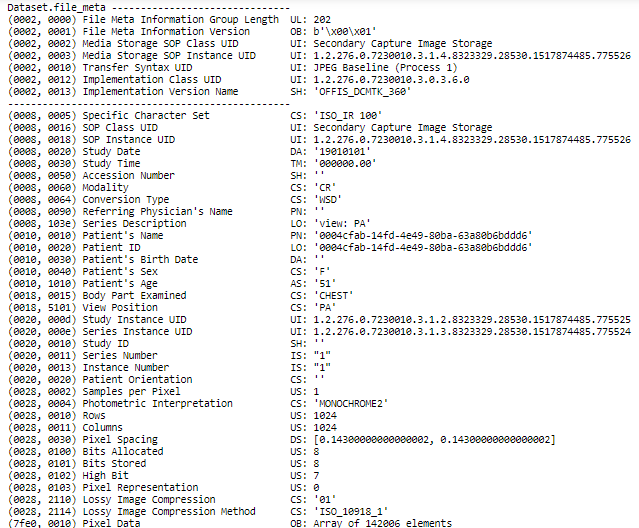 Dataset.file_meta -------------------------------
(0002, 0000) File Meta Information Group Length  UL: 202
(0002, 0001) File Meta Information Version       OB: b'\x00\x01'
(0002, 0002) Media Storage SOP Class UID         UI: Secondary Capture Image Storage
(0002, 0003) Media Storage SOP Instance UID      UI: 1.2.276.0.7230010.3.1.4.8323329.28530.1517874485.775526
(0002, 0010) Transfer Syntax UID                 UI: JPEG Baseline (Process 1)
(0002, 0012) Implementation Class UID            UI: 1.2.276.0.7230010.3.0.3.6.0
(0002, 0013) Implementation Version Name         SH: 'OFFIS_DCMTK_360'
-------------------------------------------------
(0008, 0005) Specific Character Set              CS: 'ISO_IR 100'
(0008, 0016) SOP Class UID                       UI: Secondary Capture Image Storage
(0008, 0018) SOP Instance UID                    UI: 1.2.276.0.7230010.3.1.4.8323329.28530.1517874485.775526
(0008, 0020) Study Date                          DA: '19010101'
(0008, 0030) Study Time                          TM: '000000.00'
(0008, 0050) Accession Number                    SH: ''
(0008, 0060) Modality                            CS: 'CR'
(0008, 0064) Conversion Type                     CS: 'WSD'
(0008, 0090) Referring Physician's Name          PN: ''
(0008, 103e) Series Description                  LO: 'view: PA'
(0010, 0010) Patient's Name                      PN: '0004cfab-14fd-4e49-80ba-63a80b6bddd6'
(0010, 0020) Patient ID                          LO: '0004cfab-14fd-4e49-80ba-63a80b6bddd6'
(0010, 0030) Patient's Birth Date                DA: ''
(0010, 0040) Patient's Sex                       CS: 'F'
(0010, 1010) Patient's Age                       AS: '51'
(0018, 0015) Body Part Examined                  CS: 'CHEST'
(0018, 5101) View Position                       CS: 'PA'
(0020, 000d) Study Instance UID                  UI: 1.2.276.0.7230010.3.1.2.8323329.28530.1517874485.775525
(0020, 000e) Series Instance UID                 UI: 1.2.276.0.7230010.3.1.3.8323329.28530.1517874485.775524
(0020, 0010) Study ID                            SH: ''
(0020, 0011) Series Number                       IS: "1"
(0020, 0013) Instance Number                     IS: "1"
(0020, 0020) Patient Orientation                 CS: ''
(0028, 0002) Samples per Pixel                   US: 1
(0028, 0004) Photometric Interpretation          CS: 'MONOCHROME2'
(0028, 0010) Rows                                US: 1024
(0028, 0011) Columns                             US: 1024
(0028, 0030) Pixel Spacing                       DS: [0.14300000000000002, 0.14300000000000002]
(0028, 0100) Bits Allocated                      US: 8
(0028, 0101) Bits Stored                         US: 8
(0028, 0102) High Bit                            US: 7
(0028, 0103) Pixel Representation                US: 0
(0028, 2110) Lossy Image Compression             CS: '01'
(0028, 2114) Lossy Image Compression Method      CS: 'ISO_10918_1'
(7fe0, 0010) Pixel Data                          OB: Array of 142006 elements